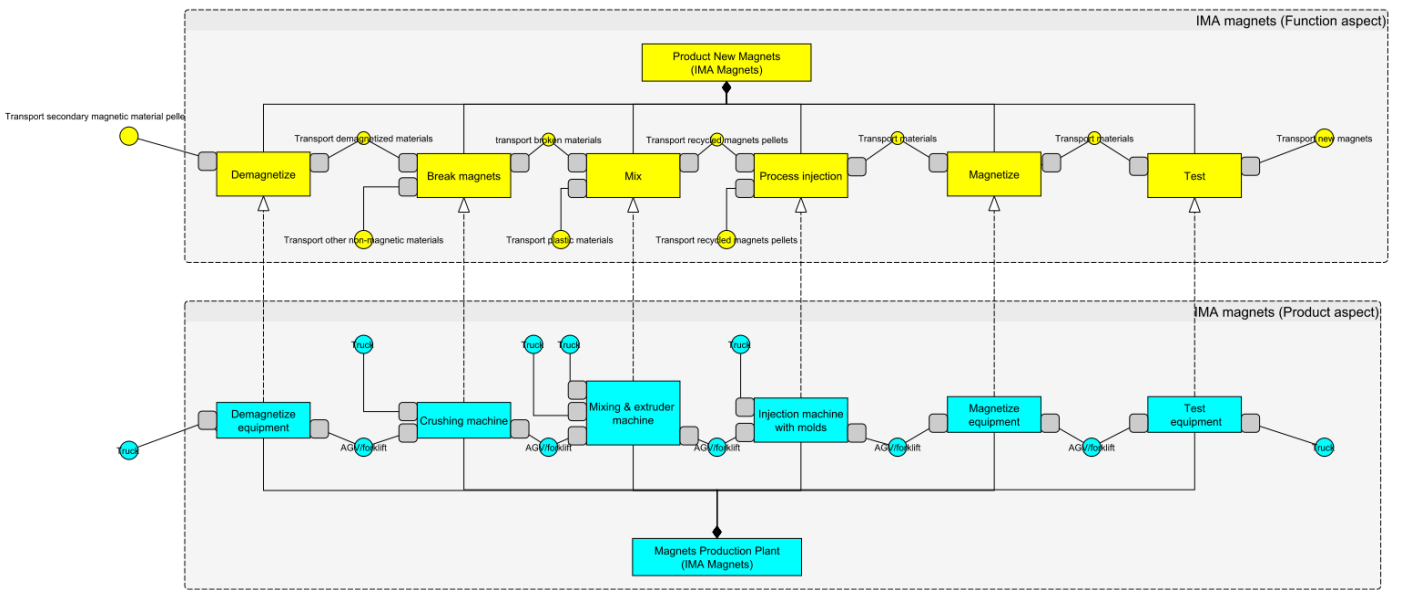 IMA magnets (Function aspect)
Product New Magnets
(IMA Magnets)
Transport secondary magnetic material pelle
Transport demagnetized materials
transport broken materials
Transport recycled magnets pellets
Transport materials
Transport materials
Transport new magnets
Demagnetize
Break magnets
Mix
Process injection
Magnetize
Test
Transport other non-magnetic materials
Transport plastic materials
Transport recycled magnets pellets
IMA magnets (Product aspect)
Truck
Truck
Truck
Truck
Demagnetize
equipment
Crushing machine
Mixing & extruder
machine
Injection machine
with molds
Magnetize
equipment
Test
equipment
Truck
AGV/forklift
AGV/forklift
AGV/forklift
AGV/forklift
AGV/forklift
Truck
Magnets Production Plant
(IMA Magnets)